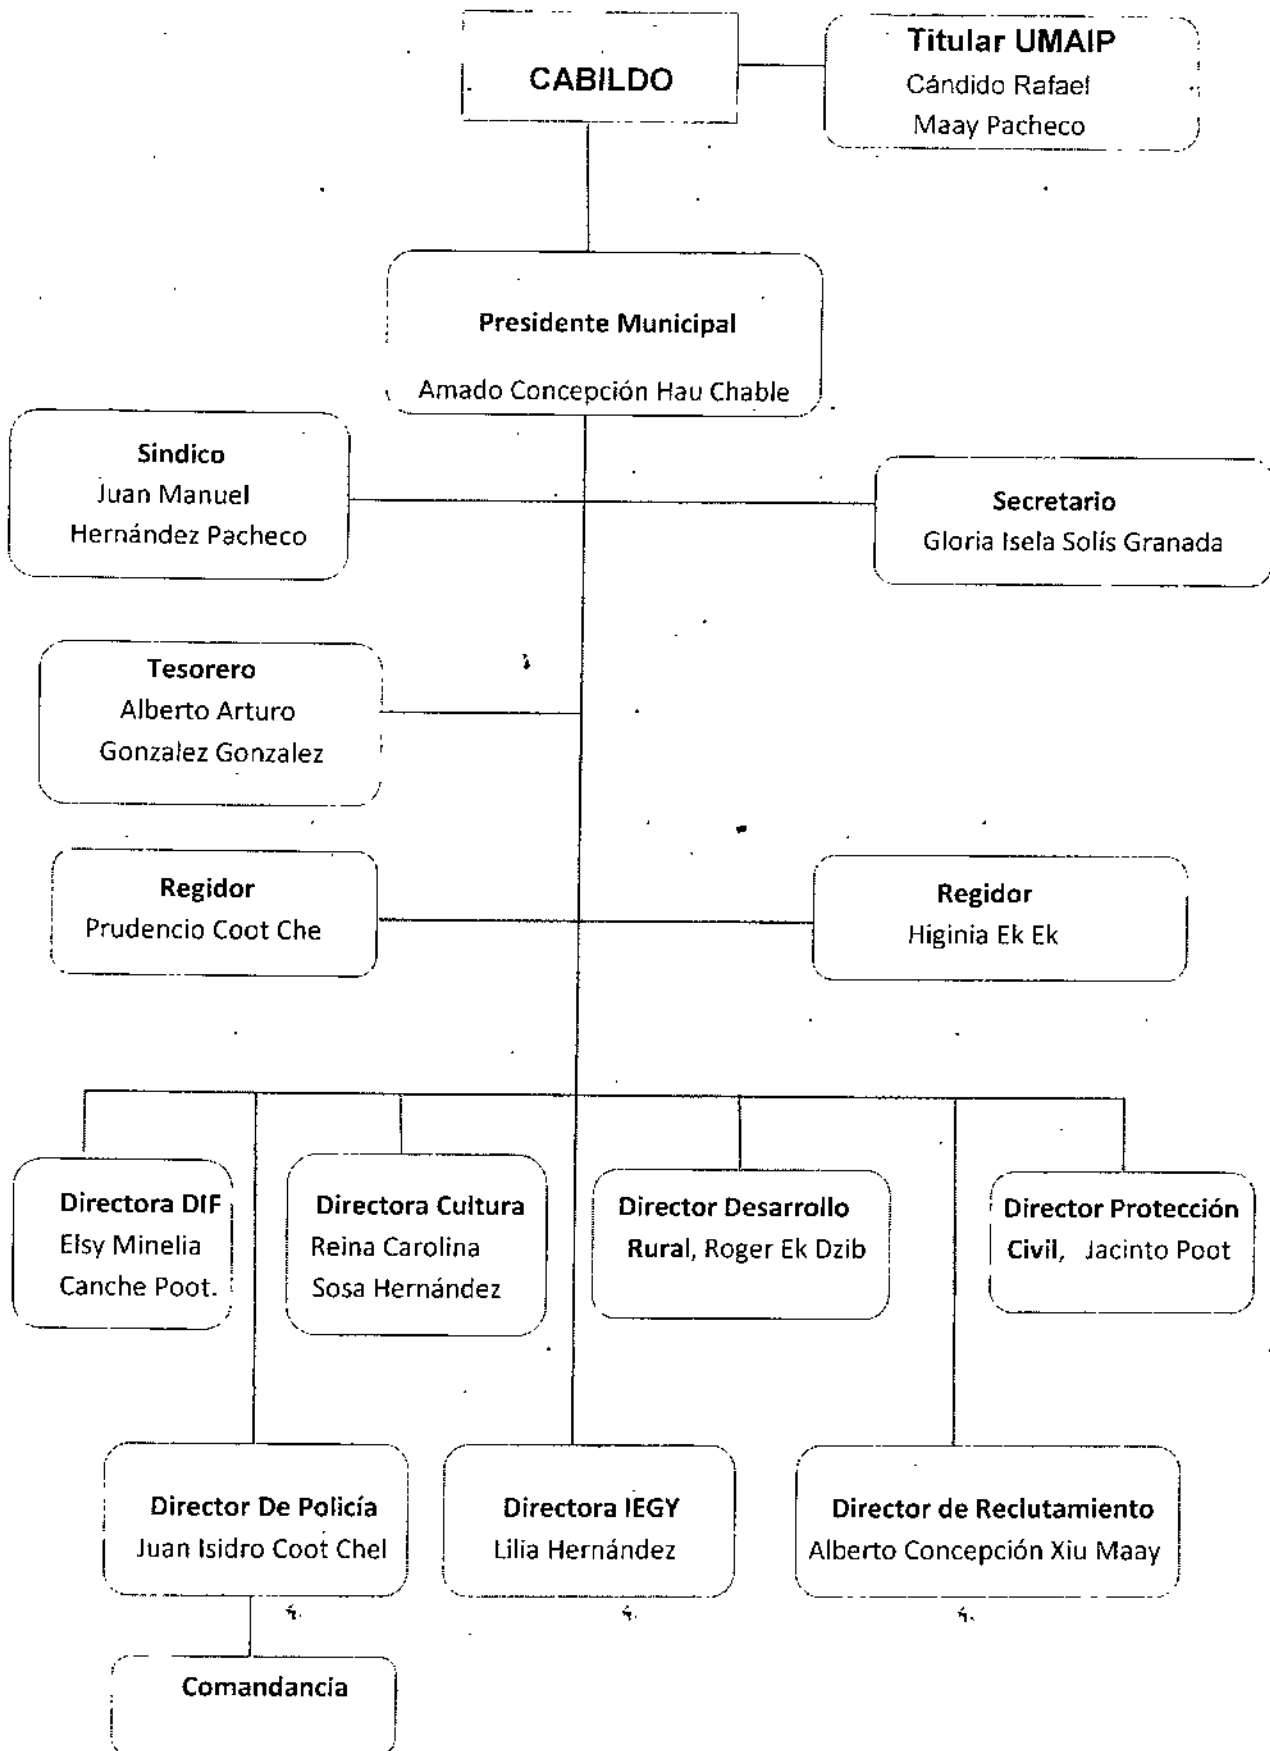 CABILDO
Titular UMAIP
Cándido Rafael
Maay Pacheco
Presidente Municipal
Amado Concepción Hau Chable
Sindico
Juan Manuel
Hernández Pacheco
Secretario
Gloria Isela Solís Granada
Tesorero
Alberto Arturo
Gonzalez Gonzalez
Regidor
Prudencio Coot Che
Regidor
Higinia Ek Ek
Directora DIF
Elsy Minelia
Canche Poot.
Directora Cultura
Reina Carolina
Sosa Hernández
Director Desarrollo
Rural, Roger Ek Dzib
Director Protección
Civil, Jacinto Poot
Director De Policía
Juan Isidro Coot Chel
Directora IEGY
Lilia Hernández
Director de Reclutamiento
Alberto Concepción Xiu Maay
Comandancia